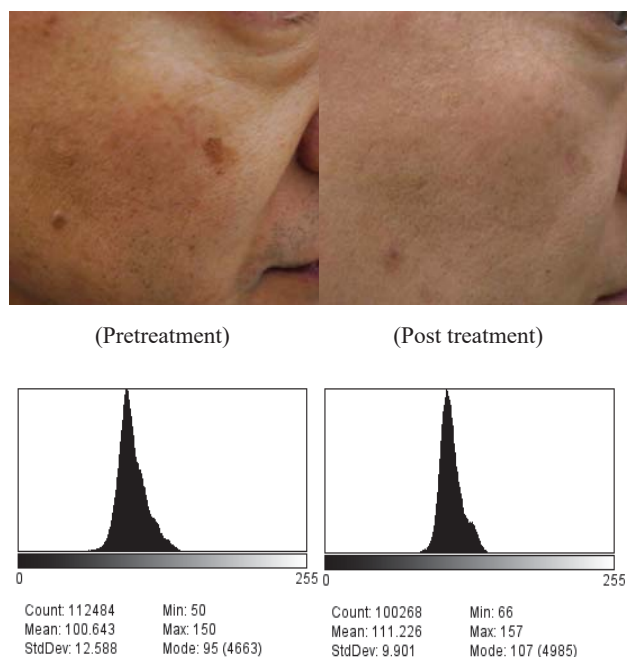 (Pretreatment)
(Post treatment)
0 255
0 255
Count: 112484 Min: 50
Mean: 100.643 Max: 150
StdDev: 12.588 Mode: 95 (4663)
Count: 100268 Min: 66
Mean: 111.226 Max: 157
StdDev: 9.901 Mode: 107 (4985)